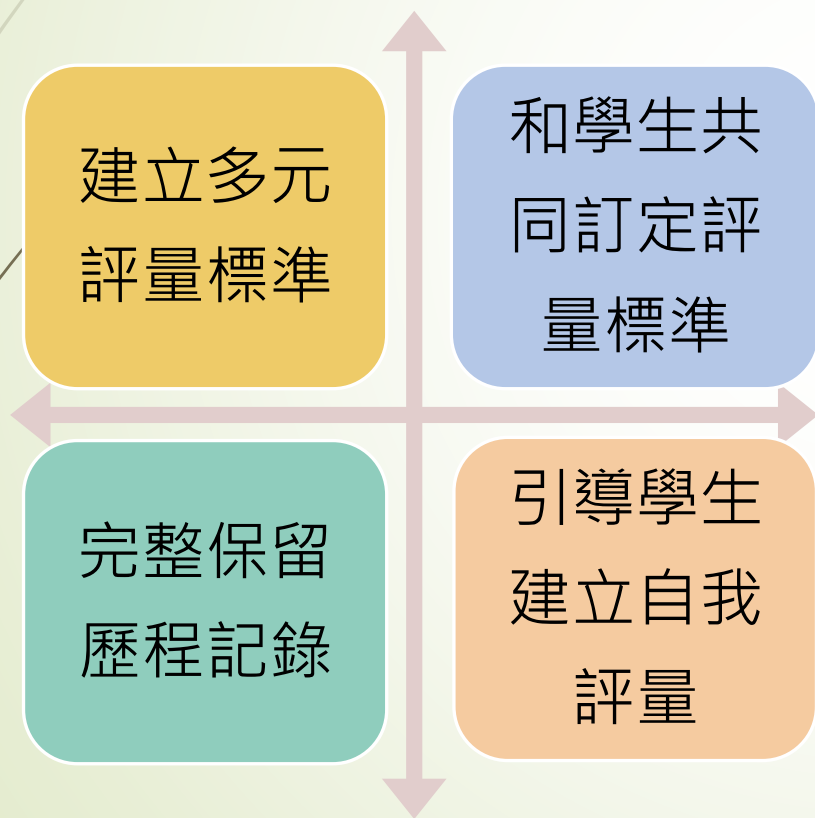 建立多元
評量標準
和學生共
同訂定評
量標準
完整保留
歷程記錄
引導學生
建立自我
評量